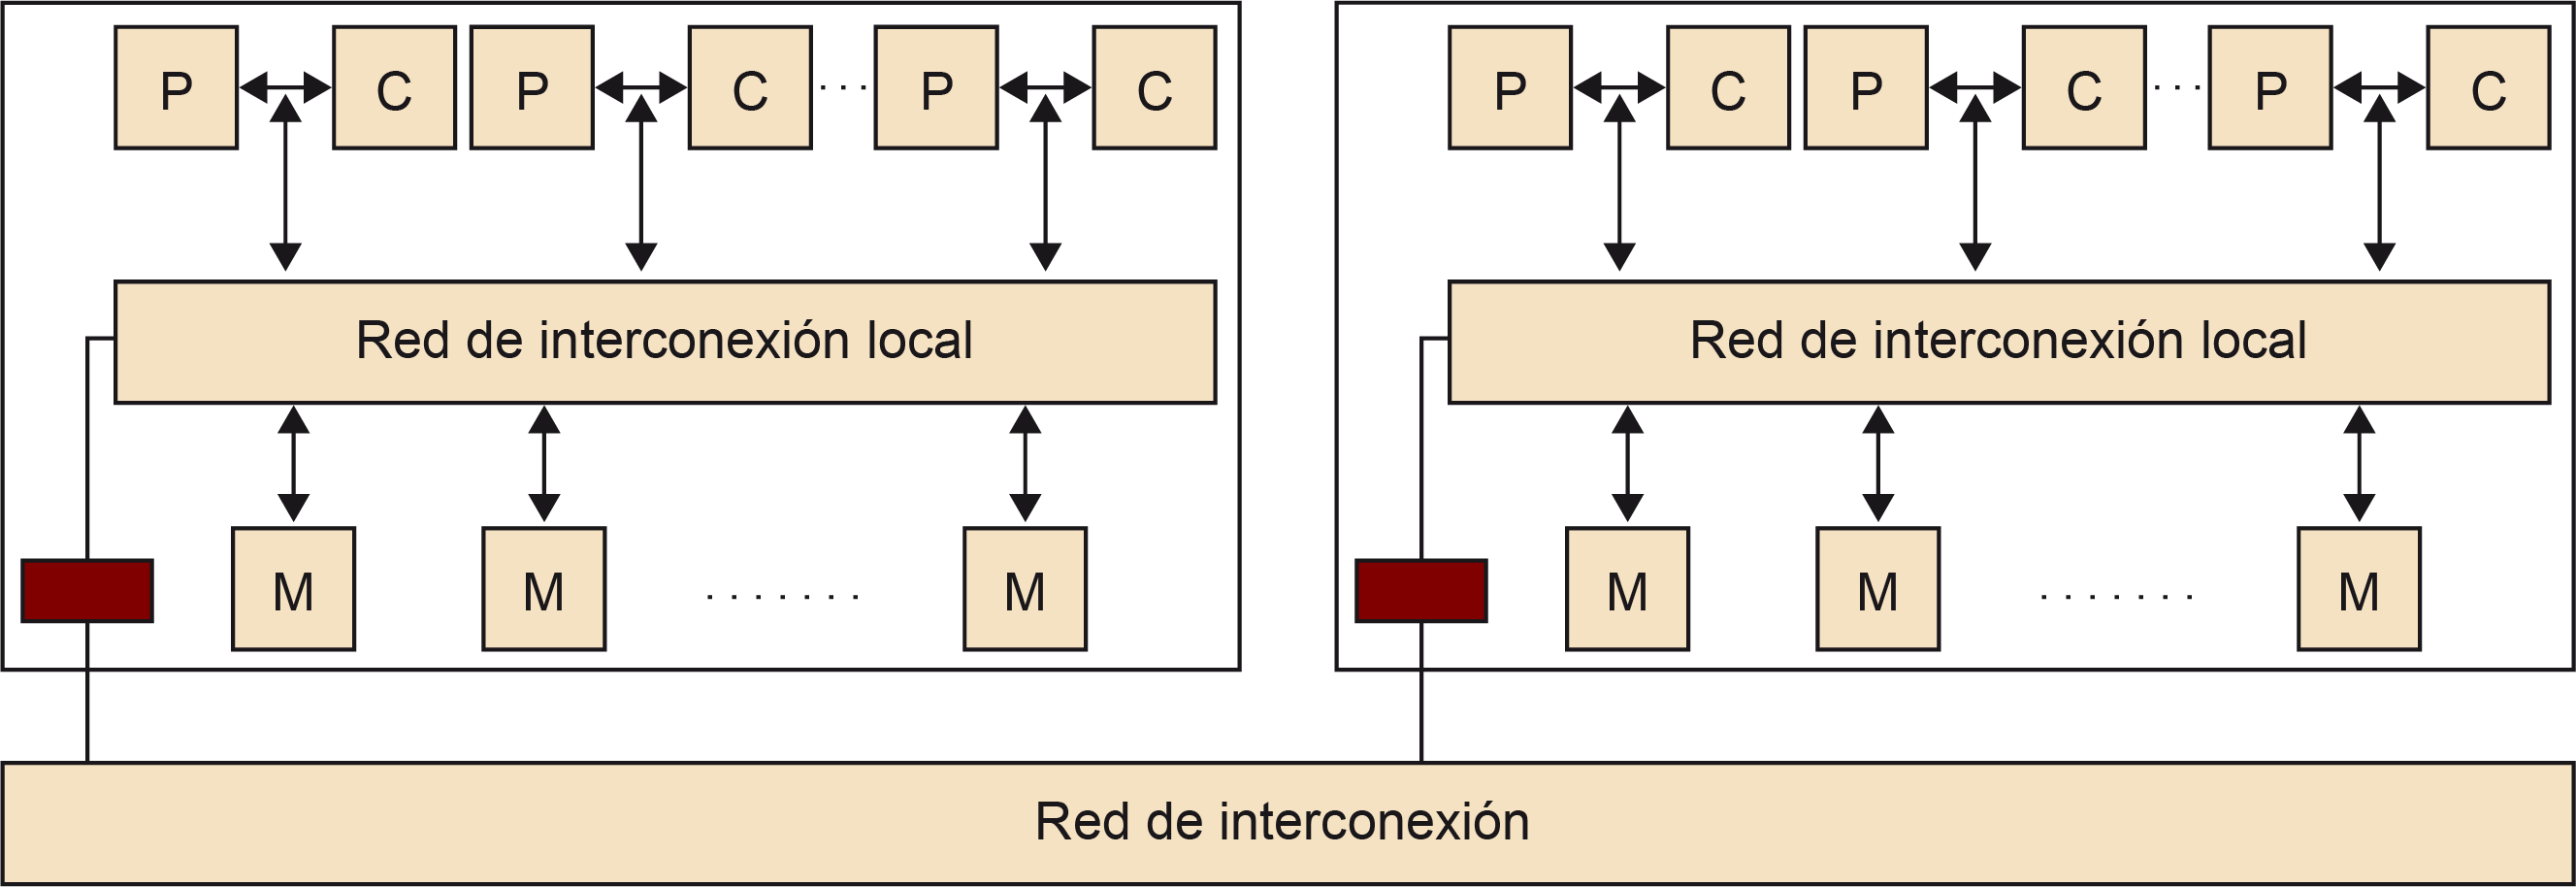 P C P C . . . P C
P C P C . . . P C
Red de interconexión local
Red de interconexión local
M M . . . . . . . M
M M . . . . . . . M
Red de interconexión